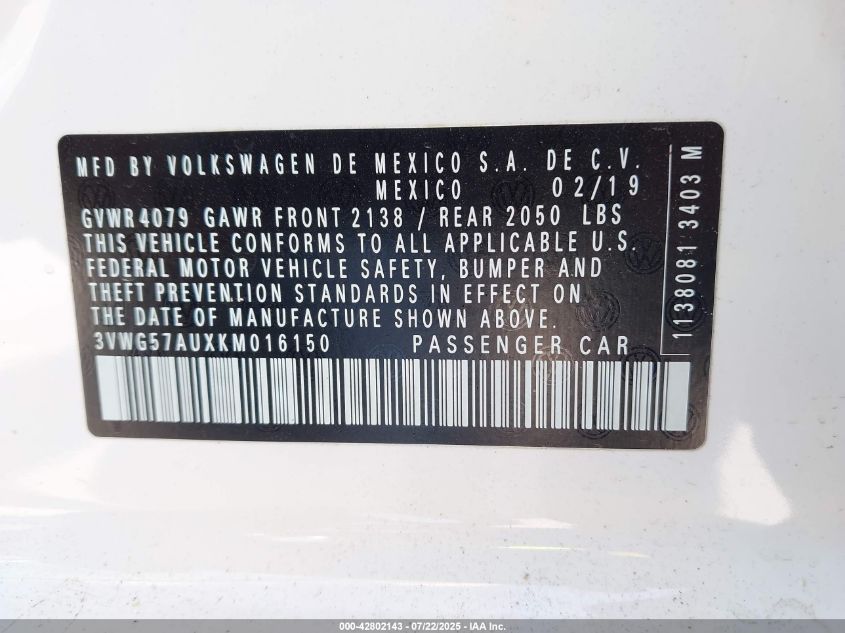 MFD BY VOLKSWAGEN DE MEXICO S.A. DE C.V.
MEXICO 02/19
GVWR 4079 GAWR FRONT 2138 / REAR 2050 LBS
THIS VEHICLE CONFORMS TO ALL APPLICABLE U.S.
FEDERAL MOTOR VEHICLE SAFETY, BUMPER AND
THEFT PREVENTION STANDARDS IN EFFECT ON
THE DATE OF MANUFACTURE SHOWN ABOVE.
3VWG57AUXKM016150 PASSENGER CAR
1138081 3403 M
000-42802143 - 07/22/2025 - IAA Inc.